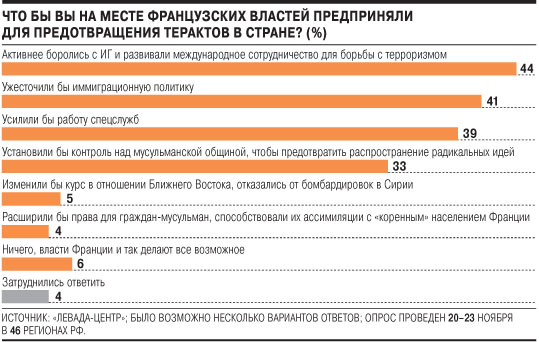 ЧТО БЫ ВЫ НА МЕСТЕ ФРАНЦУЗСКИХ ВЛАСТЕЙ ПРЕДПРИНЯЛИ
ДЛЯ ПРЕДОТВРАЩЕНИЯ ТЕРАКТОВ В СТРАНЕ? (%)
Активнее боролись с ИГ и развивали международное сотрудничество для борьбы с терроризмом
44
Ужесточили бы иммиграционную политику
41
Усилили бы работу спецслужб
39
Установили бы контроль над мусульманской общиной, чтобы предотвратить распространение радикальных идей
33
Изменили бы курс в отношении Ближнего Востока, отказались от бомбардировок в Сирии
5
Расширили бы права для граждан-мусульман, способствовали их ассимиляции с «коренным» населением Франции
4
Ничего, власти Франции и так делают все возможное
6
Затруднились ответить
4
ИСТОЧНИК: «ЛЕВАДА-ЦЕНТР»; БЫЛО ВОЗМОЖНО НЕСКОЛЬКО ВАРИАНТОВ ОТВЕТОВ; ОПРОС ПРОВЕДЕН 20–23 НОЯБРЯ
В 46 РЕГИОНАХ РФ.